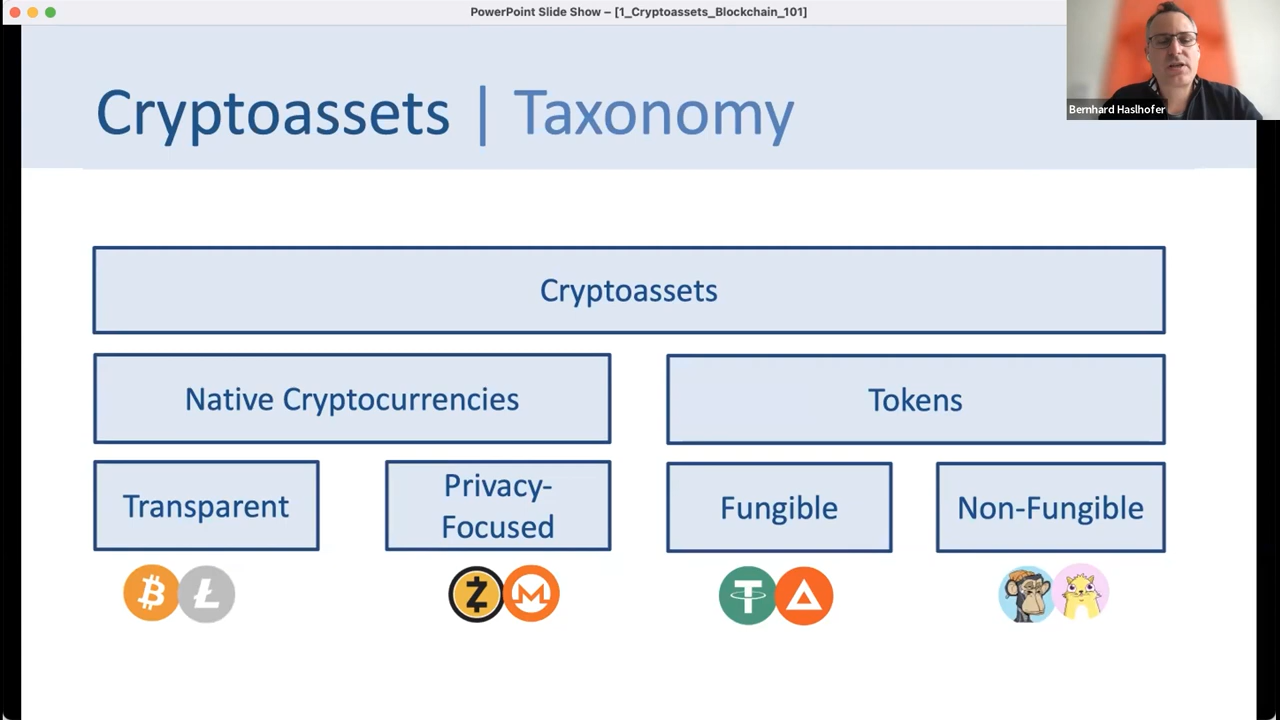 PowerPoint Slide Show – [1_Cryptoassets_Blockchain_101]
Bernhard Haslhofer
Cryptoassets | Taxonomy
Cryptoassets
Native Cryptocurrencies
Tokens
Transparent
Privacy-
Focused
Fungible
Non-Fungible